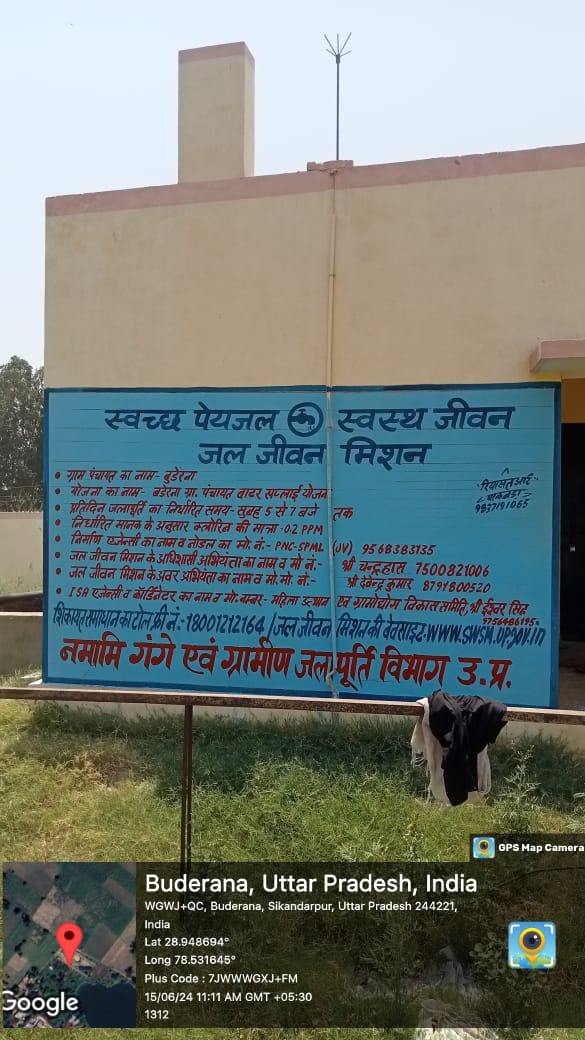 स्वच्छ पेयजल स्वस्थ जीवन
जल जीवन मिशन
• ग्राम पंचायत का नाम- बुडेरना
• योजना का नाम- बडेरना ग्रा. पंचायत वाटर सप्लाई योजना
• प्रतिदिन जलापूर्ति का निर्धारित समय- सुबह 5 से 7 बजे तक
• निर्धारित मानक के अनुसार क्लोरिन की मात्रा -0.2 PPM
• निर्माण एजेन्सी का नाम व नोडल का मो. नं:- PNC-SPML (JV) 9568383135
• जल जीवन मिशन के अधिशासी अभियंता का नाम व मो. नं:- श्री चन्द्रहास 7500821006
• जल जीवन मिशन के अवर अभियंता का नाम व मो. नं:- श्री देवेन्द्र कुमार 8791800520
• ISA एजेन्सी व कॉर्डिनेटर का नाम व मो. नम्बर- महिला उत्थान एवं ग्रामोद्योग विकास समिति, श्री ईश्वर सिंह
9756486195
शिकायत समाधान का टोल फ्री नं.:-18001212164 / जल जीवन मिशन की वेबसाइट:-www.swsm.up.gov.in
नमामि गंगे एवं ग्रामीण जलापूर्ति विभाग उ.प्र.
रियासत आर्ट
पाकबड़ा
9837191065
GPS Map Camera
Buderana, Uttar Pradesh, India
WGWJ+QC, Buderana, Sikandarpur, Uttar Pradesh 244221,
India
Lat 28.948694°
Long 78.531645°
Plus Code : 7JWWWGXJ+FM
15/06/24 11:11 AM GMT +05:30
1312
Google